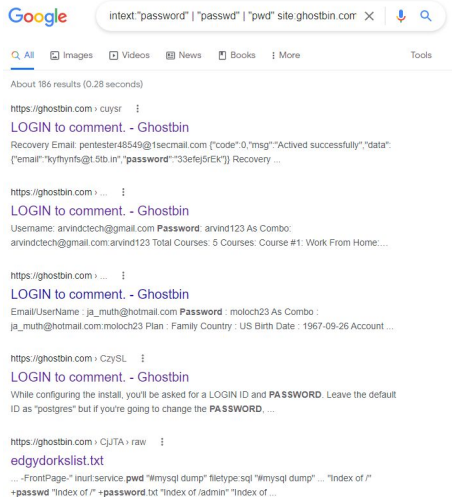 Google
intext:"password" | "passwd" | "pwd" site:ghostbin.com
All Images Videos News Books More Tools
About 186 results (0.28 seconds)
https://ghostbin.com › cuysr
LOGIN to comment. - Ghostbin
Recovery Email: pentester48549@1secmail.com {"code":0,"msg":"Actived successfully","data":
{"email":"kyfhynfs@t.5tb.in","password":"33efej5rEk"}} Recovery ...
https://ghostbin.com › ...
LOGIN to comment. - Ghostbin
Username: arvindctech@gmail.com Password: arvind123 As Combo:
arvindctech@gmail.com:arvind123 Total Courses: 5 Courses: Course #1: Work From Home:...
https://ghostbin.com › ...
LOGIN to comment. - Ghostbin
Email/UserName : ja_muth@hotmail.com Password : moloch23 As Combo :
ja_muth@hotmail.com:moloch23 Plan : Family Country : US Birth Date : 1967-09-26 Account ...
https://ghostbin.com › CzySL
LOGIN to comment. - Ghostbin
While configuring the install, you'll be asked for a LOGIN ID and PASSWORD. Leave the default
ID as "postgres" but if you're going to change the PASSWORD, ...
https://ghostbin.com › CjJTA › raw
edgydorkslist.txt
... -FrontPage-" inurl:service.pwd "#mysql dump" filetype:sql "#mysql dump" ... "Index of /"
+passwd "Index of /" +password.txt "Index of /admin" "Index of ...